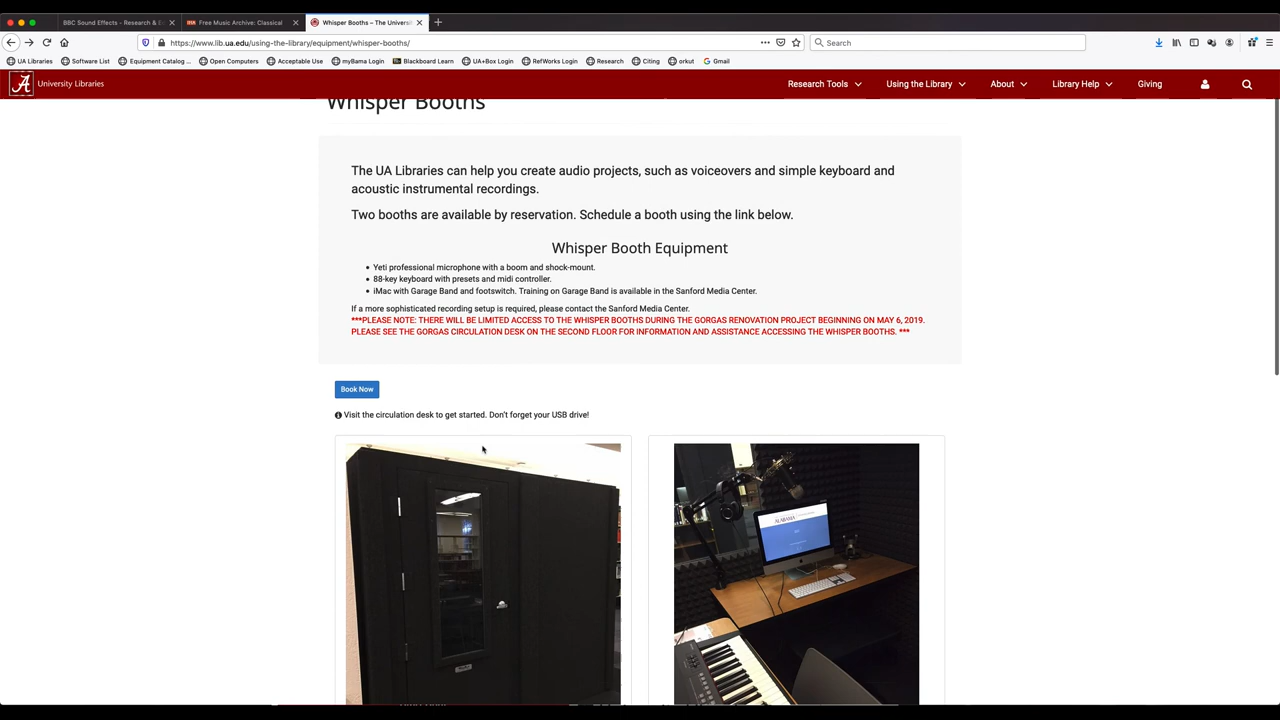 BBC Sound Effects - Research & E
Free Music Archive: Classical
Whisper Booths – The Universi
https://www.lib.ua.edu/using-the-library/equipment/whisper-booths/
Search
UA Libraries
Software List
Equipment Catalog ...
Open Computers
Acceptable Use
myBama Login
Blackboard Learn
UA+Box Login
RefWorks Login
Research
Citing
orkut
Gmail
University Libraries
Research Tools
Using the Library
About
Library Help
Giving
Whisper Booths
The UA Libraries can help you create audio projects, such as voiceovers and simple keyboard and
acoustic instrumental recordings.
Two booths are available by reservation. Schedule a booth using the link below.
Whisper Booth Equipment
Yeti professional microphone with a boom and shock-mount.
88-key keyboard with presets and midi controller.
iMac with Garage Band and footswitch. Training on Garage Band is available in the Sanford Media Center.
If a more sophisticated recording setup is required, please contact the Sanford Media Center.
***PLEASE NOTE: THERE WILL BE LIMITED ACCESS TO THE WHISPER BOOTHS DURING THE GORGAS RENOVATION PROJECT BEGINNING ON MAY 6, 2019.
PLEASE SEE THE GORGAS CIRCULATION DESK ON THE SECOND FLOOR FOR INFORMATION AND ASSISTANCE ACCESSING THE WHISPER BOOTHS. ***
Book Now
Visit the circulation desk to get started. Don't forget your USB drive!
ALABAMA